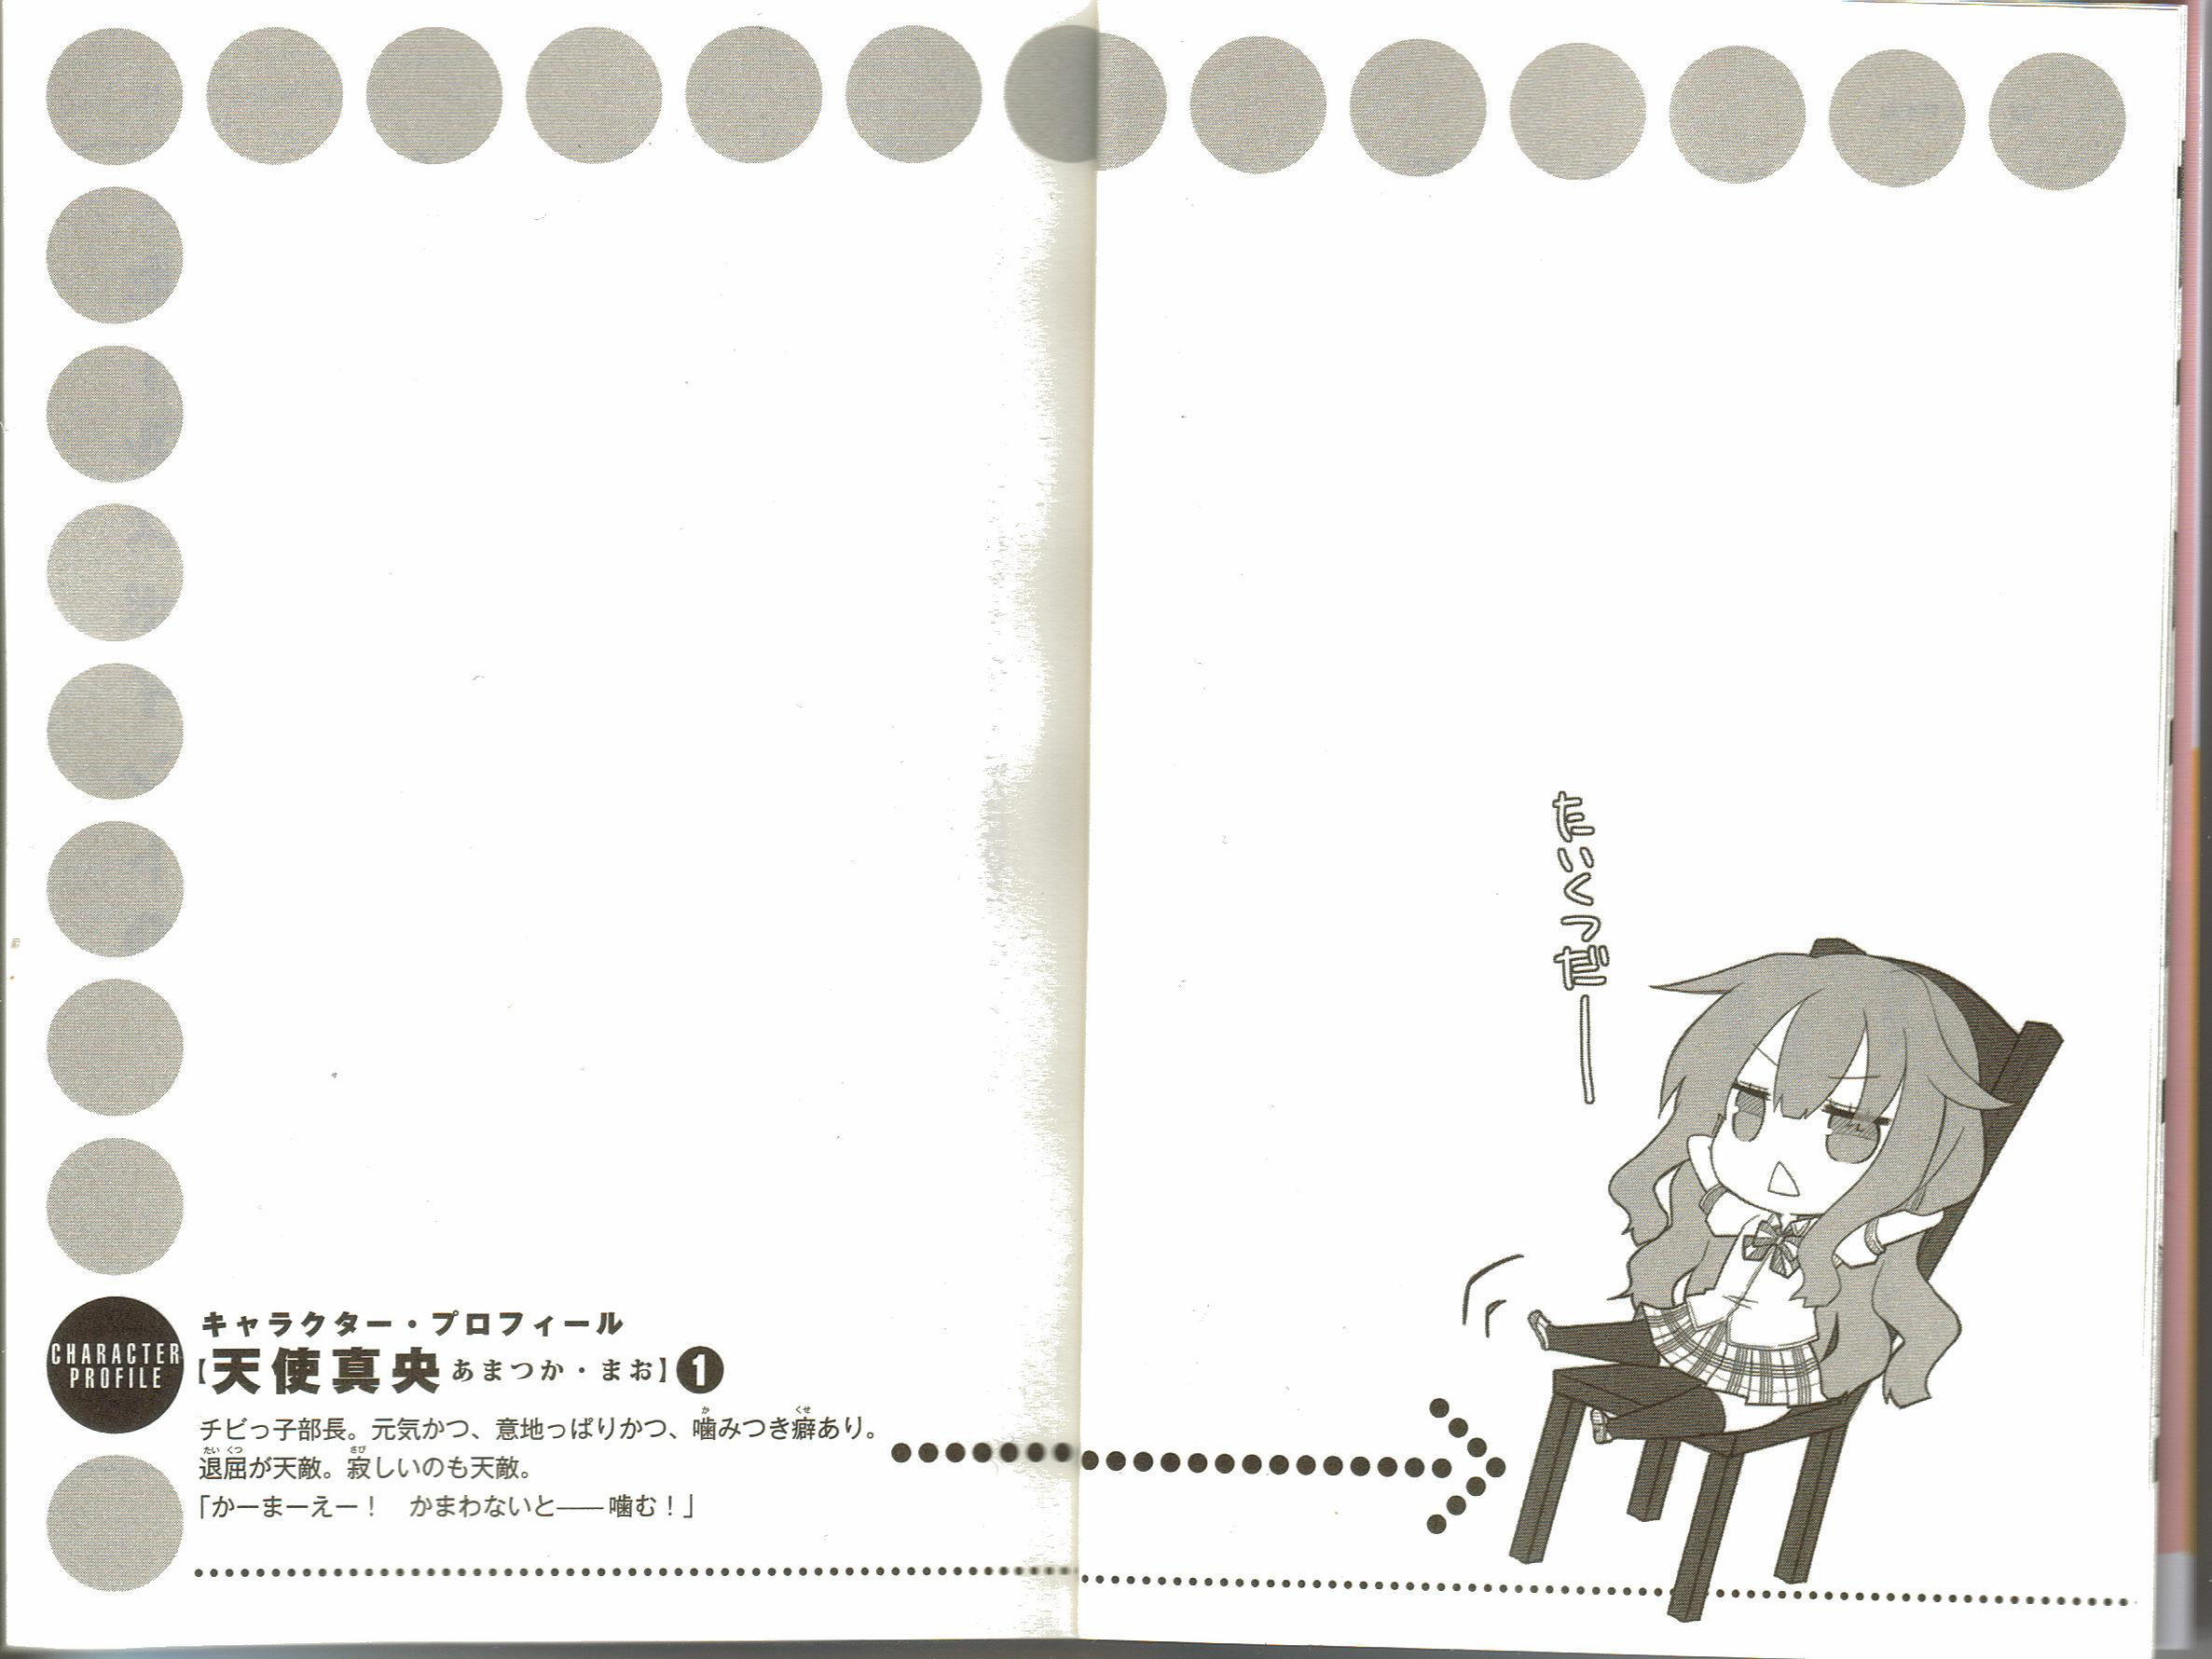 たいくつだー
CHARACTER
PROFILE
キャラクター・プロフィール
【天使真央 あまつか・まお】❶
チビっ子部長。元気かつ、意地っぱりかつ、噛みつき癖あり。
退屈が天敵。寂しいのも天敵。
「かーまーえー！　かまわないと――噛む！」